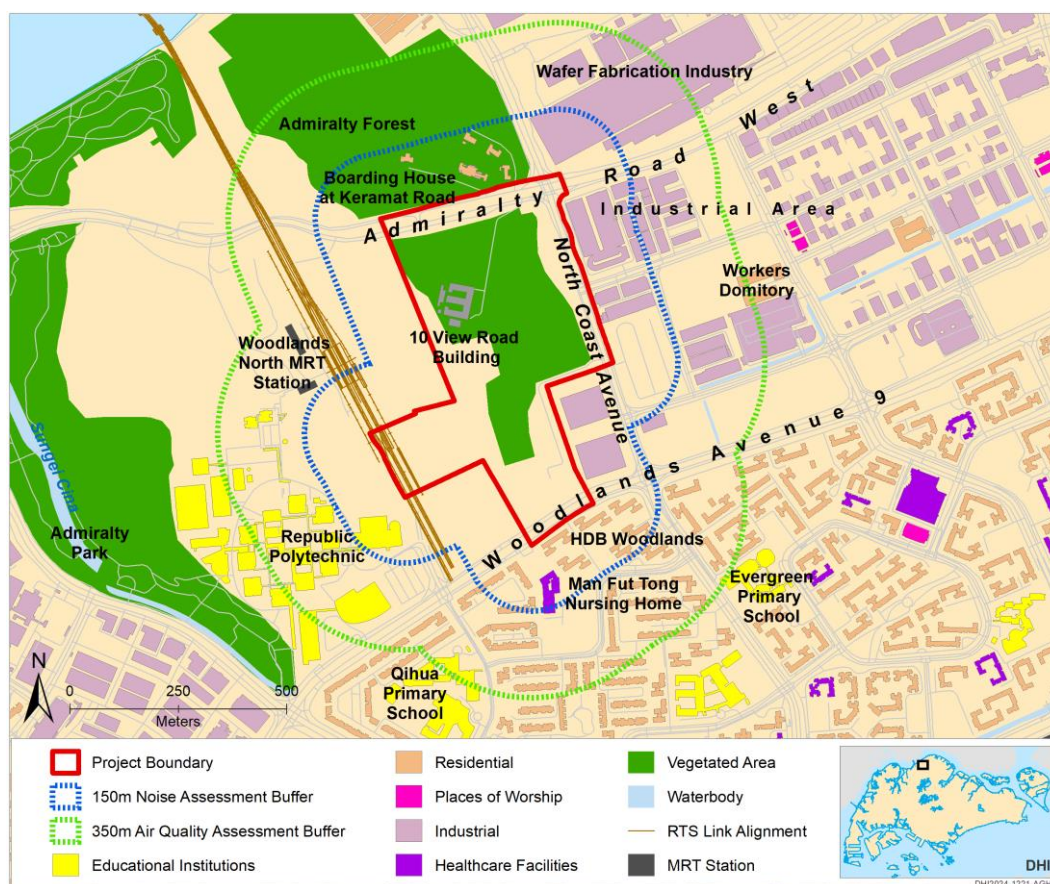 Wafer Fabrication Industry
West
Admiralty Forest
Boarding House
at Keramat Road
Admiralty Road
Industrial Area
North Coast Avenue
Workers
Domitory
10 View Road
Building
Woodlands
North MRT
Station
Woodlands Avenue 9
Sungei Cina
Admiralty
Park
Republic
Polytechnic
HDB Woodlands
Man Fut Tong
Nursing Home
Evergreen
Primary
School
Qihua
Primary
School
N
0 250 500
Meters
Project Boundary
150m Noise Assessment Buffer
350m Air Quality Assessment Buffer
Educational Institutions
Residential
Places of Worship
Industrial
Healthcare Facilities
Vegetated Area
Waterbody
RTS Link Alignment
MRT Station
DHI